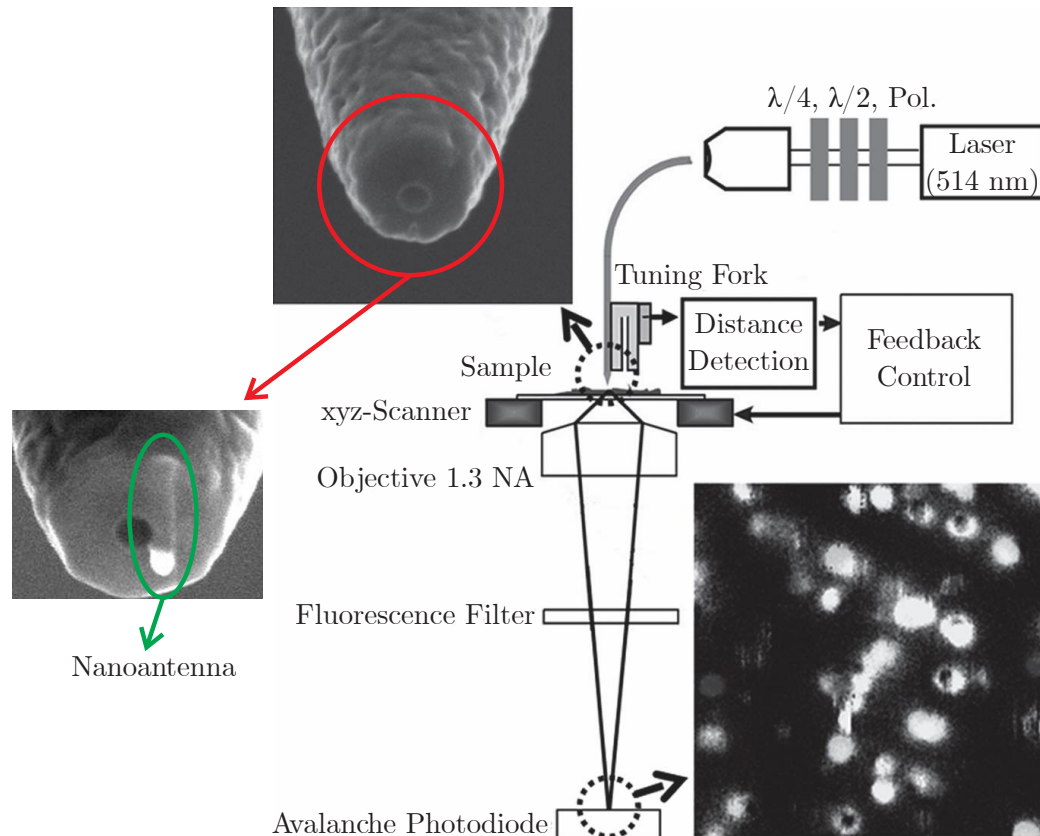 λ/4, λ/2, Pol.
Laser
(514 nm)
Tuning Fork
Distance
Detection
Feedback
Control
Sample
xyz-Scanner
Objective 1.3 NA
Fluorescence Filter
Nanoantenna
Avalanche Photodiode